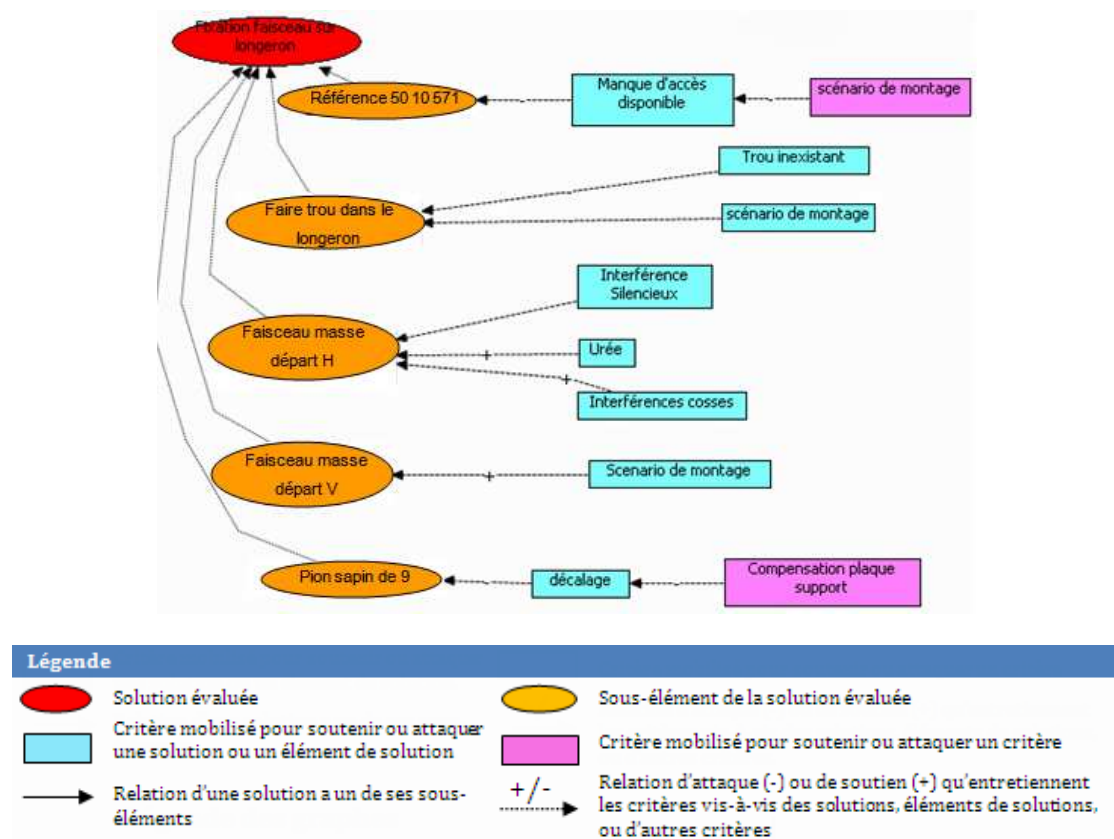 Fixation faisceau sur
longeron
Référence 50 10 571
Manque d'accès
disponible
scénario de montage
Trou inexistant
Faire trou dans le
longeron
scénario de montage
Interférence
Silencieux
Faisceau masse
départ H
+
Urée
+
Interférences cosses
Faisceau masse
départ V
+
Scenario de montage
Pion sapin de 9
décalage
Compensation plaque
support
Légende
Solution évaluée
Sous-élément de la solution évaluée
Critère mobilisé pour soutenir ou attaquer
une solution ou un élément de solution
Critère mobilisé pour soutenir ou attaquer un critère
Relation d'une solution a un de ses sous-
éléments
+/-
Relation d'attaque (-) ou de soutien (+) qu'entretiennent
les critères vis-à-vis des solutions, éléments de solutions,
ou d'autres critères